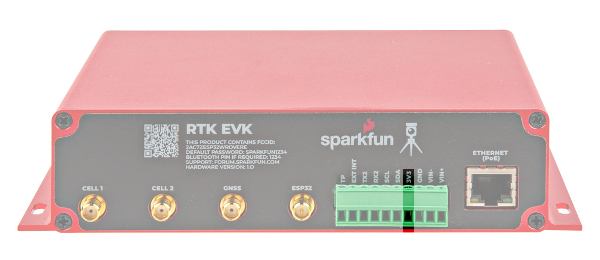 RTK EVK
THIS PRODUCT CONTAINS FCCID:
2AC7ZESP32WROVERE
DEFAULT PASSWORD: SPARKFUN1234
BLUETOOTH PIN IF REQUIRED: 1234
SUPPORT: FORUM.SPARKFUN.COM
HARDWARE VERSION: 1.0
sparkfun
ETHERNET
(PoE)
CELL 1
CELL 2
GNSS
ESP32
TP
EXT INT
TX2
RX2
SCL
SDA
3V3
GND
VIN-
VIN+